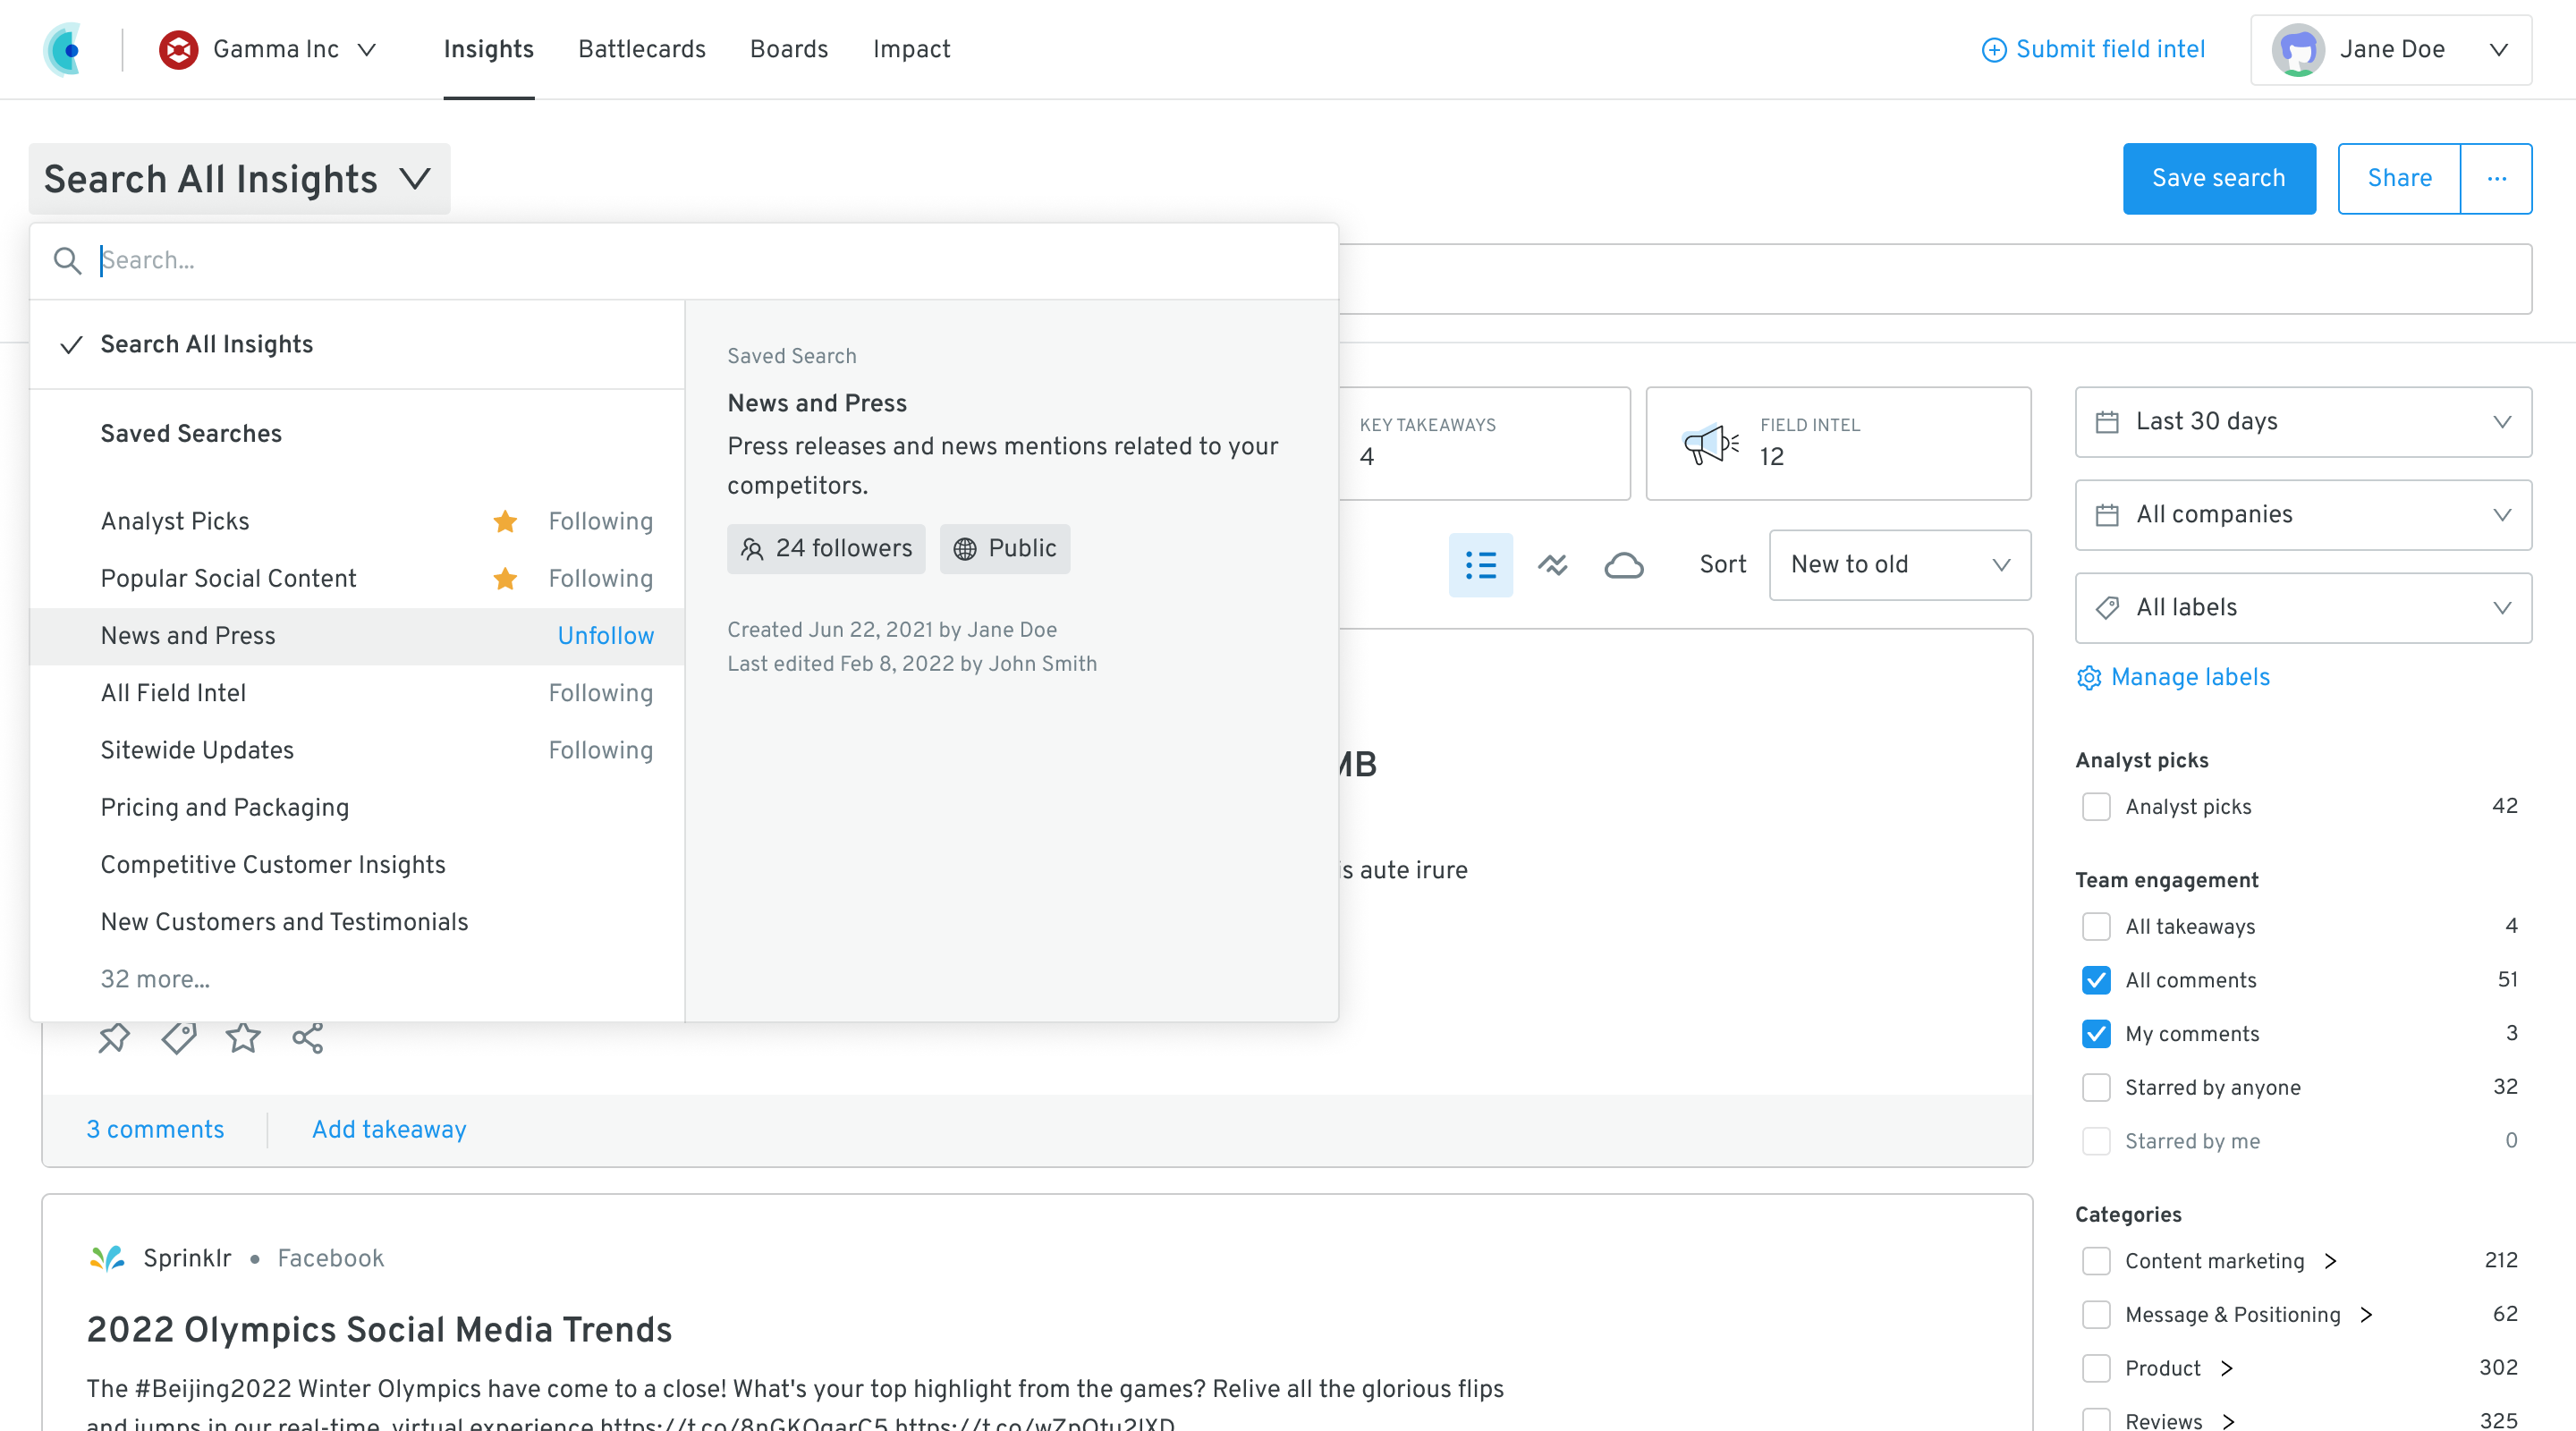 Gamma Inc
Insights
Battlecards
Boards
Impact
Submit field intel
Jane Doe
Search All Insights
Save search
Share
...
Search...
Search All Insights
Saved Searches
Analyst Picks
Following
Popular Social Content
Following
News and Press
Unfollow
All Field Intel
Following
Sitewide Updates
Following
Pricing and Packaging
Competitive Customer Insights
New Customers and Testimonials
32 more...
Saved Search
News and Press
Press releases and news mentions related to your
competitors.
24 followers
Public
Created Jun 22, 2021 by Jane Doe
Last edited Feb 8, 2022 by John Smith
KEY TAKEAWAYS
4
FIELD INTEL
12
Sort
New to old
aute irure
3 comments
Add takeaway
Sprinklr • Facebook
2022 Olympics Social Media Trends
The #Beijing2022 Winter Olympics have come to a close! What's your top highlight from the games? Relive all the glorious flips
and jumps in our real-time, virtual experience
Last 30 days
All companies
All labels
Manage labels
Analyst picks
Analyst picks 42
Team engagement
All takeaways 4
All comments 51
My comments 3
Starred by anyone 32
Starred by me 0
Categories
Content marketing > 212
Message & Positioning > 62
Product > 302
Reviews > 325